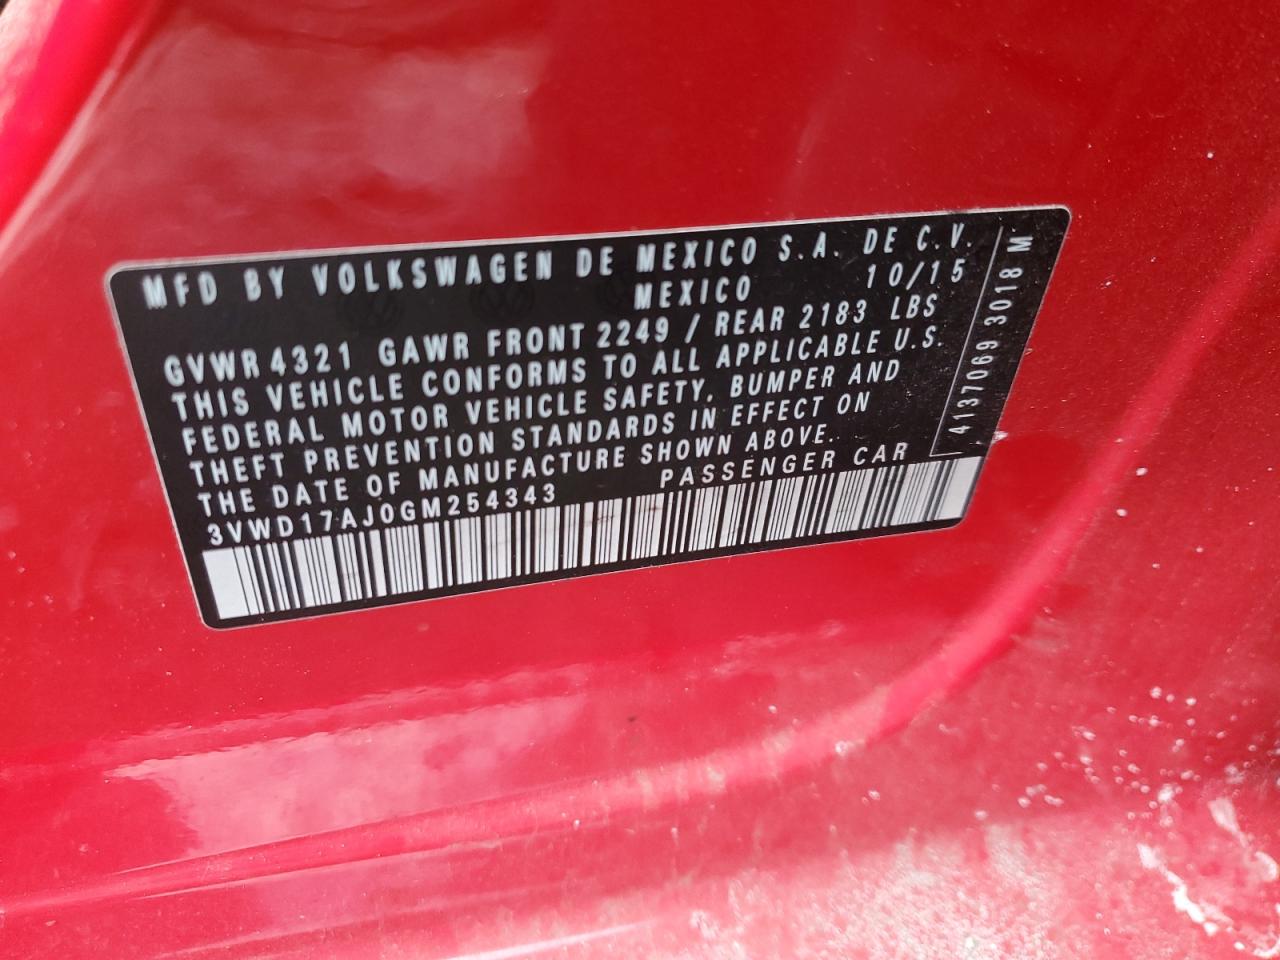 MFD BY VOLKSWAGEN DE MEXICO S.A. DE C.V.
MEXICO 10/15
GVWR 4321 GAWR FRONT 2249 / REAR 2183 LBS
THIS VEHICLE CONFORMS TO ALL APPLICABLE U.S.
FEDERAL MOTOR VEHICLE SAFETY, BUMPER AND
THEFT PREVENTION STANDARDS IN EFFECT ON
THE DATE OF MANUFACTURE SHOWN ABOVE.
3VWD17AJ0GM254343 PASSENGER CAR
4137069 3018 M